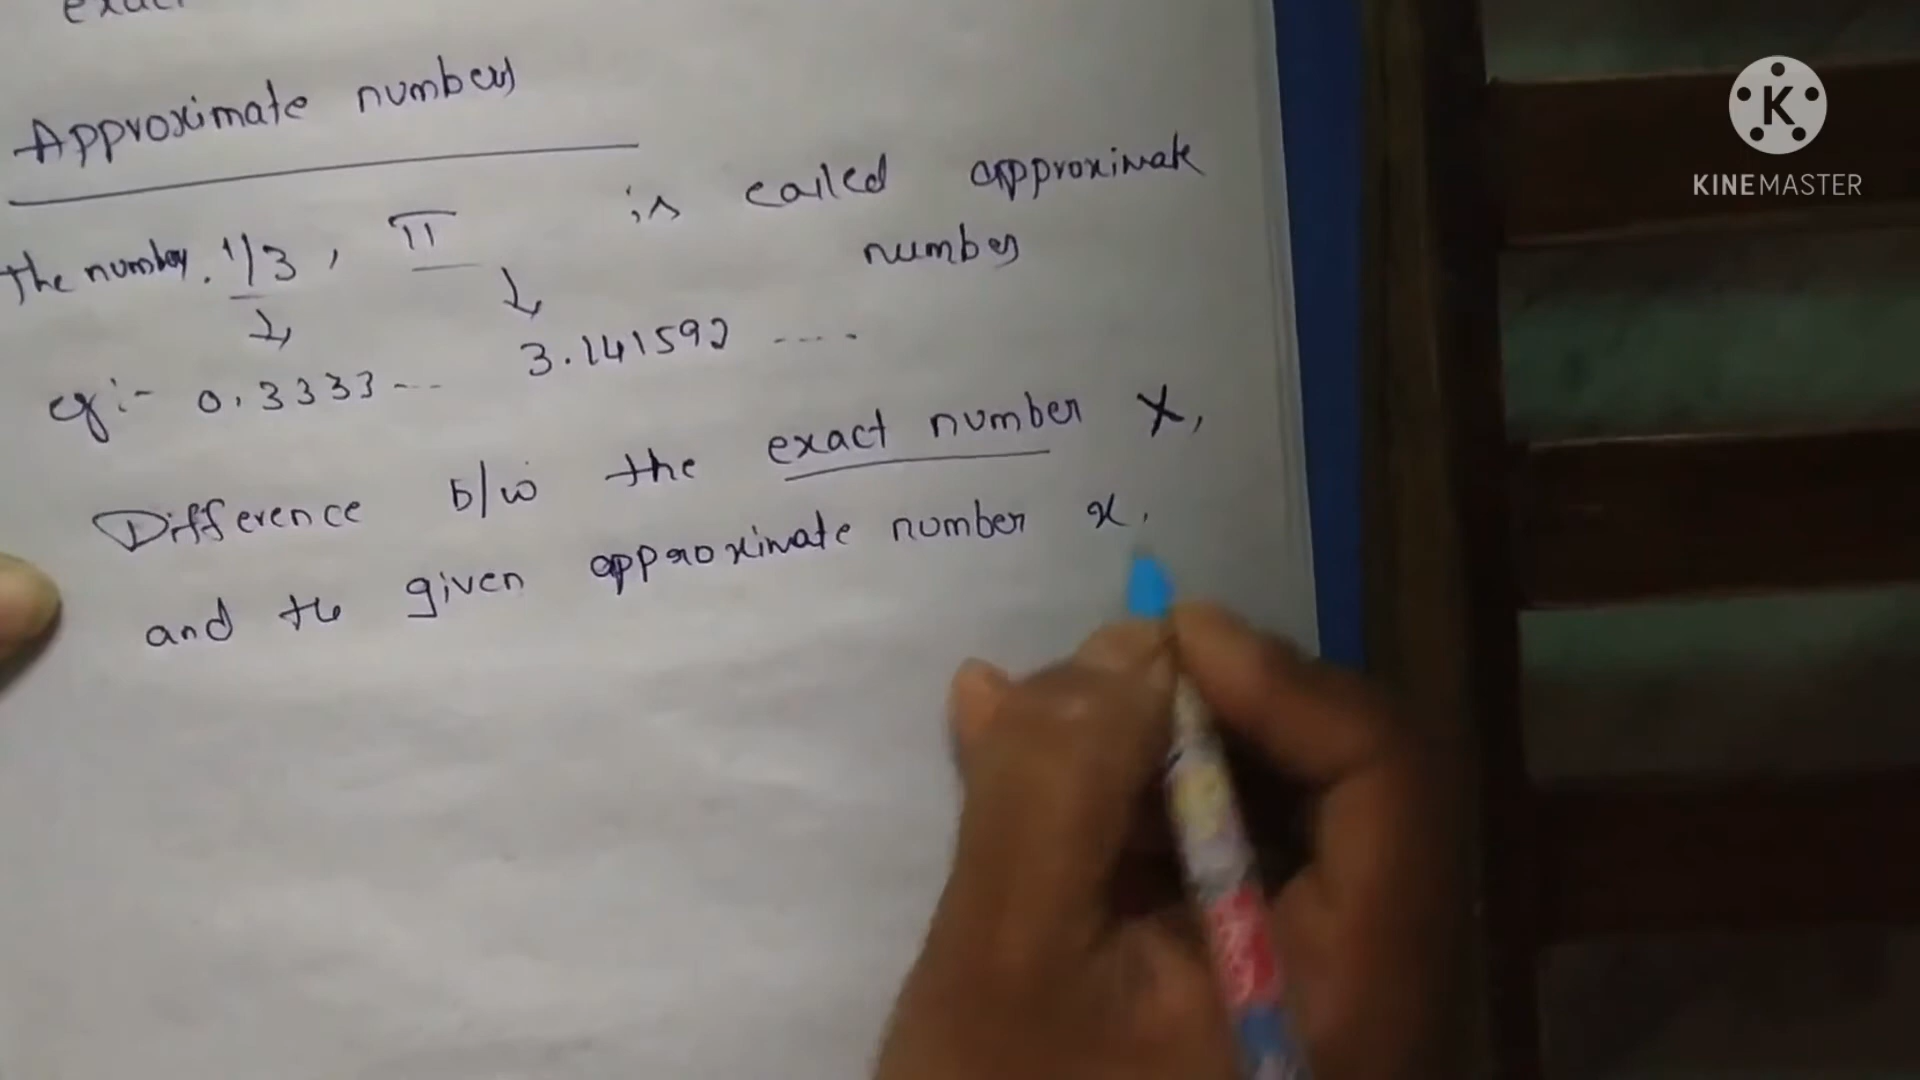 exac
Approximate numbers
The number. 1/3 , π is called approximate
number
↓ ↓
eg:- 0.3333--- 3.141592 ....
Difference b/w the exact number X,
and the given approximate number x.
K
KINEMASTER